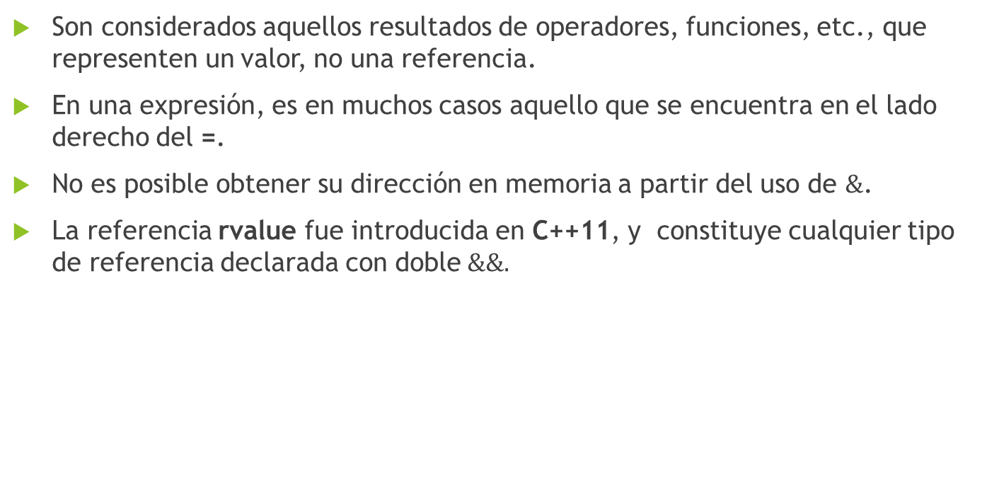 Son considerados aquellos resultados de operadores, funciones, etc., que
representen un valor, no una referencia.
En una expresión, es en muchos casos aquello que se encuentra en el lado
derecho del =.
No es posible obtener su dirección en memoria a partir del uso de &.
La referencia rvalue fue introducida en C++11, y  constituye cualquier tipo
de referencia declarada con doble &&.